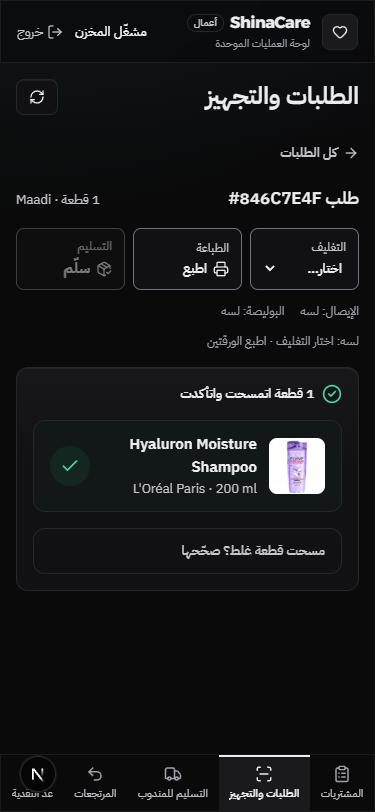 ShinaCare أعمال
لوحة العمليات الموحدة
مشغّل المخزن
خروج
الطلبات والتجهيز
كل الطلبات
طلب #846C7E4F
1 قطعة · Maadi
التغليف
اختار...
الطباعة
اطبع
التسليم
سلّم
الإيصال: لسه البوليصة: لسه
لسه: اختار التغليف · اطبع الورقتين
1 قطعة اتمسحت واتأكدت
Hyaluron Moisture
Shampoo
L'Oréal Paris · 200 ml
مسحت قطعة غلط؟ صحّحها
المشتريات
الطلبات والتجهيز
التسليم للمندوب
المرتجعات
N